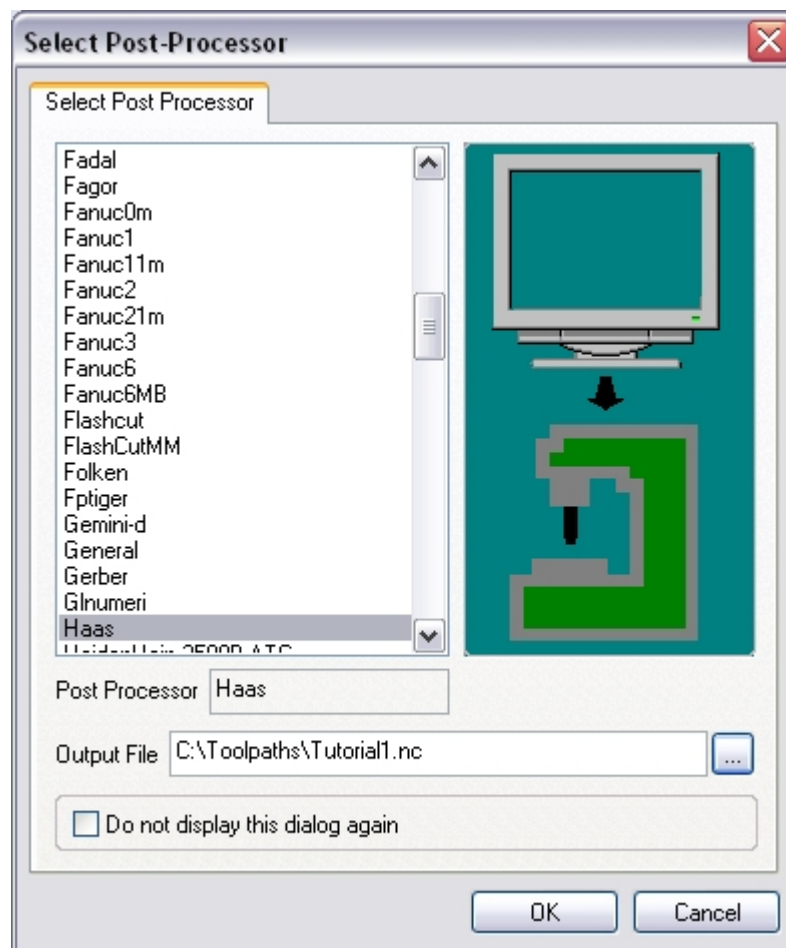 Select Post-Processor
Select Post Processor
Fadal
Fagor
Fanuc0m
Fanuc1
Fanuc11m
Fanuc2
Fanuc21m
Fanuc3
Fanuc6
Fanuc6MB
Flashcut
FlashCutMM
Folken
Fptiger
Gemini-d
General
Gerber
Glnumeri
Haas
Post Processor Haas
Output File C:\Toolpaths\Tutorial1.nc ...
Do not display this dialog again
OK Cancel